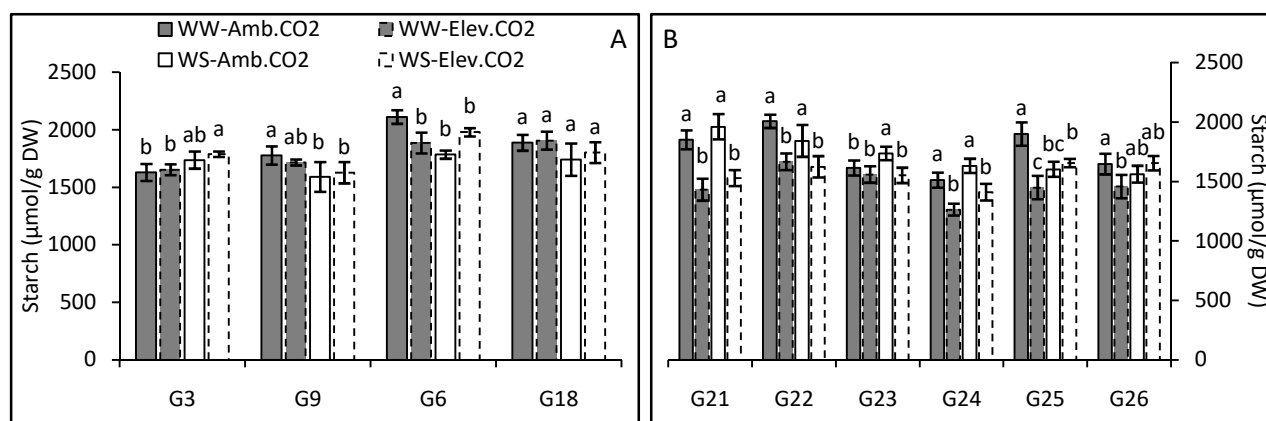 WW-Amb.CO2 WW-Elev.CO2 A
WS-Amb.CO2 WS-Elev.CO2
Starch (µmol/g DW)
2500
2000
1500
1000
500
0
b b ab a
a ab b b
a b b b
a a a a
G3 G9 G6 G18
B
a b a b
a b a b
b b a b
a b a b
a c bc b
a b ab ab
2500
2000
1500
1000
500
0
Starch (µmol/g DW)
G21 G22 G23 G24 G25 G26